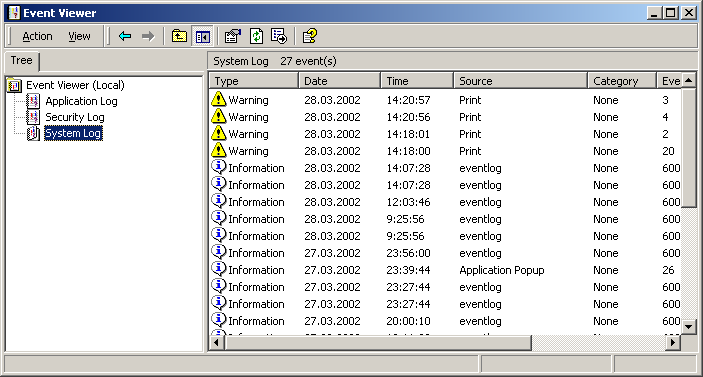 Event Viewer
Action View
Tree
System Log 27 event(s)
Event Viewer (Local)
Application Log
Security Log
System Log
Type Date Time Source Category Eve
Warning 28.03.2002 14:20:57 Print None 3
Warning 28.03.2002 14:20:56 Print None 4
Warning 28.03.2002 14:18:01 Print None 2
Warning 28.03.2002 14:18:00 Print None 20
Information 28.03.2002 14:07:28 eventlog None 600
Information 28.03.2002 14:07:28 eventlog None 600
Information 28.03.2002 12:03:46 eventlog None 600
Information 28.03.2002 9:25:56 eventlog None 600
Information 28.03.2002 9:25:56 eventlog None 600
Information 27.03.2002 23:56:00 eventlog None 600
Information 27.03.2002 23:39:44 Application Popup None 26
Information 27.03.2002 23:27:44 eventlog None 600
Information 27.03.2002 23:27:44 eventlog None 600
Information 27.03.2002 20:00:10 eventlog None 600